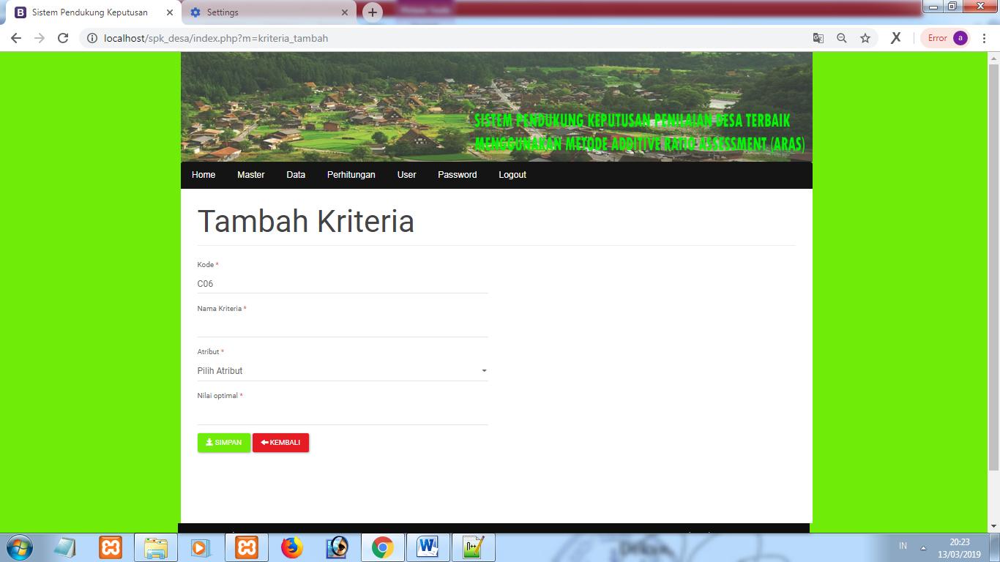 Sistem Pendukung Keputusan
Settings
localhost/spk_desa/index.php?m=kriteria_tambah
Error a
SISTEM PENDUKUNG KEPUTUSAN PENILAIAN DESA TERBAIK
MENGGUNAKAN METODE ADDITIVE RATIO ASSESSMENT (ARAS)
Home Master Data Perhitungan User Password Logout
Tambah Kriteria
Kode *
C06
Nama Kriteria *
Atribut *
Pilih Atribut
Nilai optimal *
SIMPAN KEMBALI
IN
20:23
13/03/2019